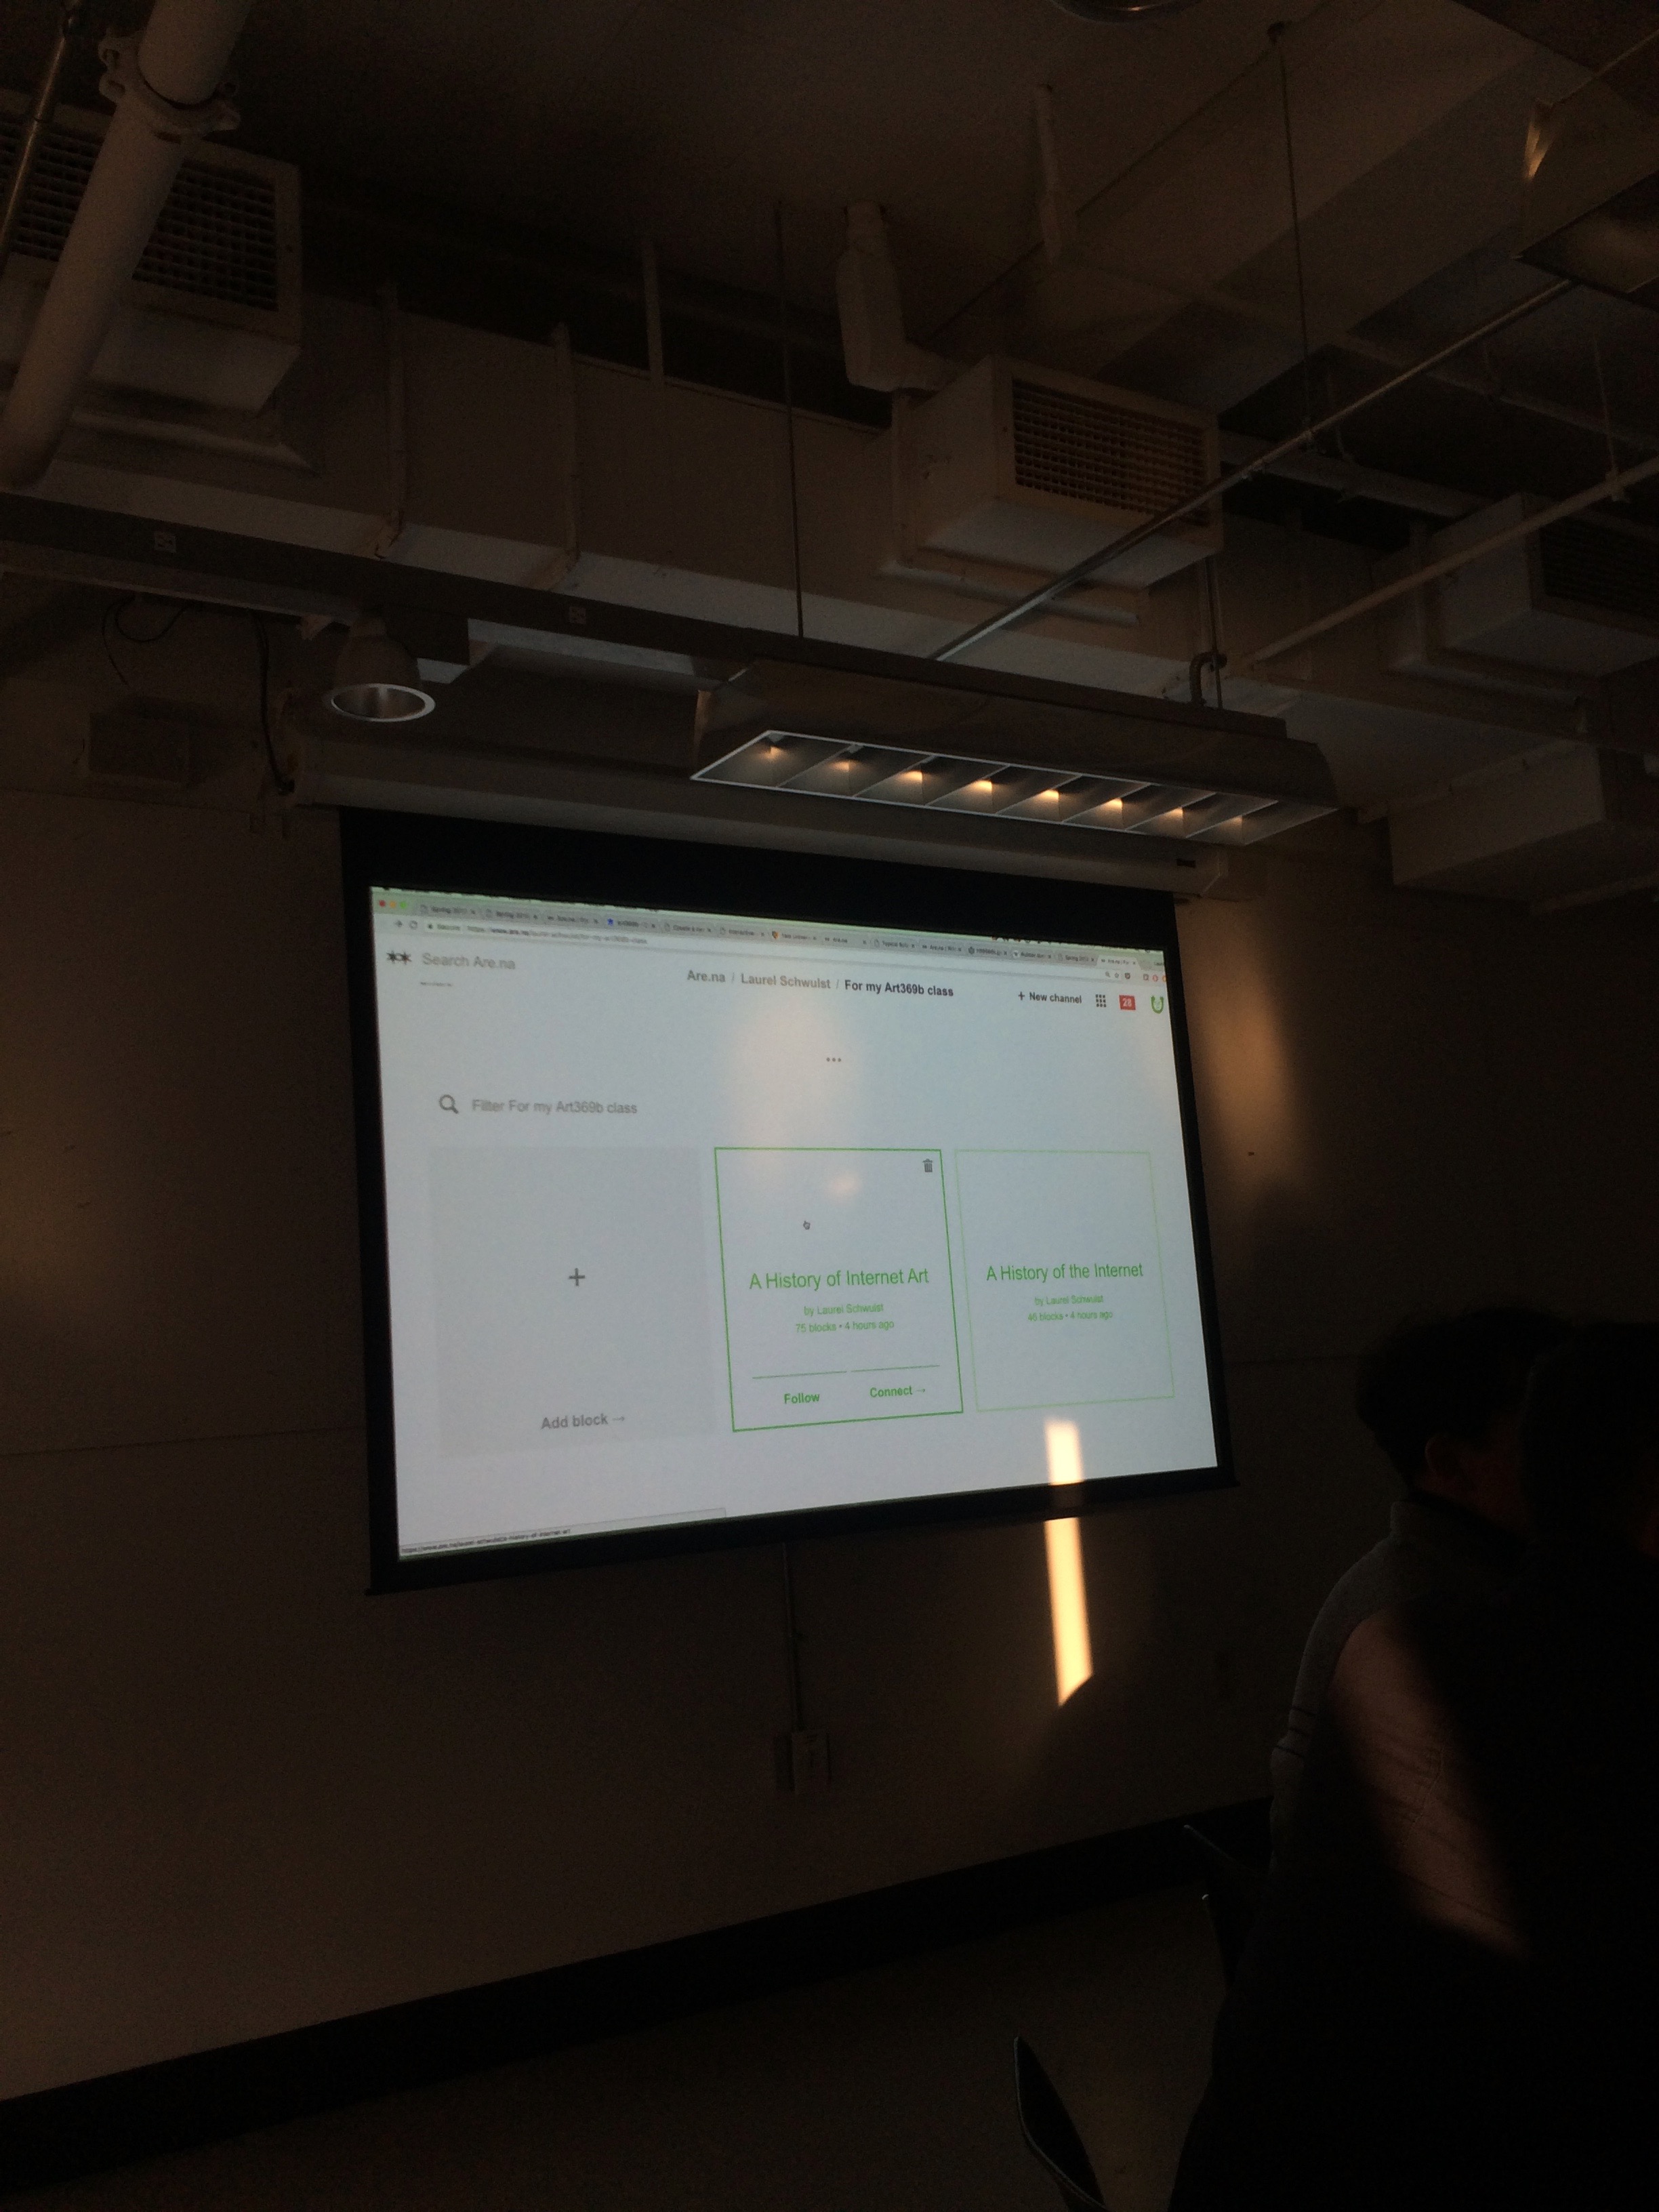 Search Are.na
Are.na / Laurel Schwulst / For my Art369b class
+ New channel
28
•••
Filter For my Art369b class
+
Add block →
A History of Internet Art
by Laurel Schwulst
75 blocks • 4 hours ago
Follow
Connect →
A History of the Internet
by Laurel Schwulst
46 blocks • 4 hours ago